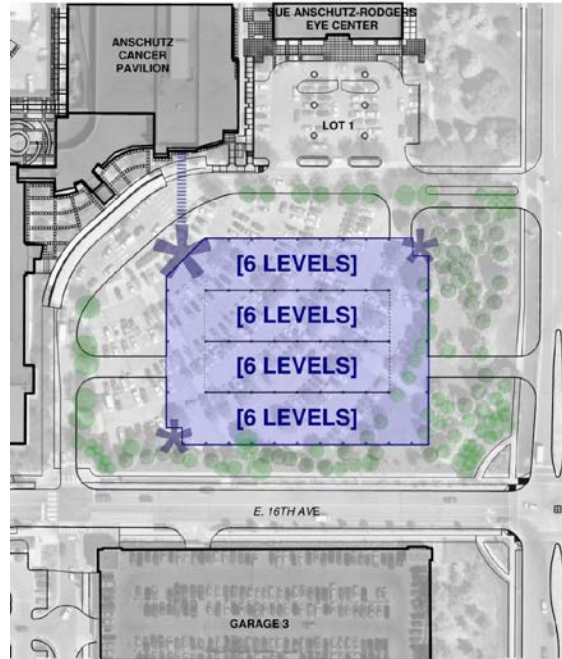 SUE ANSCHUTZ-RODGERS
EYE CENTER
ANSCHUTZ
CANCER
PAVILION
LOT 1
[6 LEVELS]
[6 LEVELS]
[6 LEVELS]
[6 LEVELS]
E. 16TH AVE
GARAGE 3